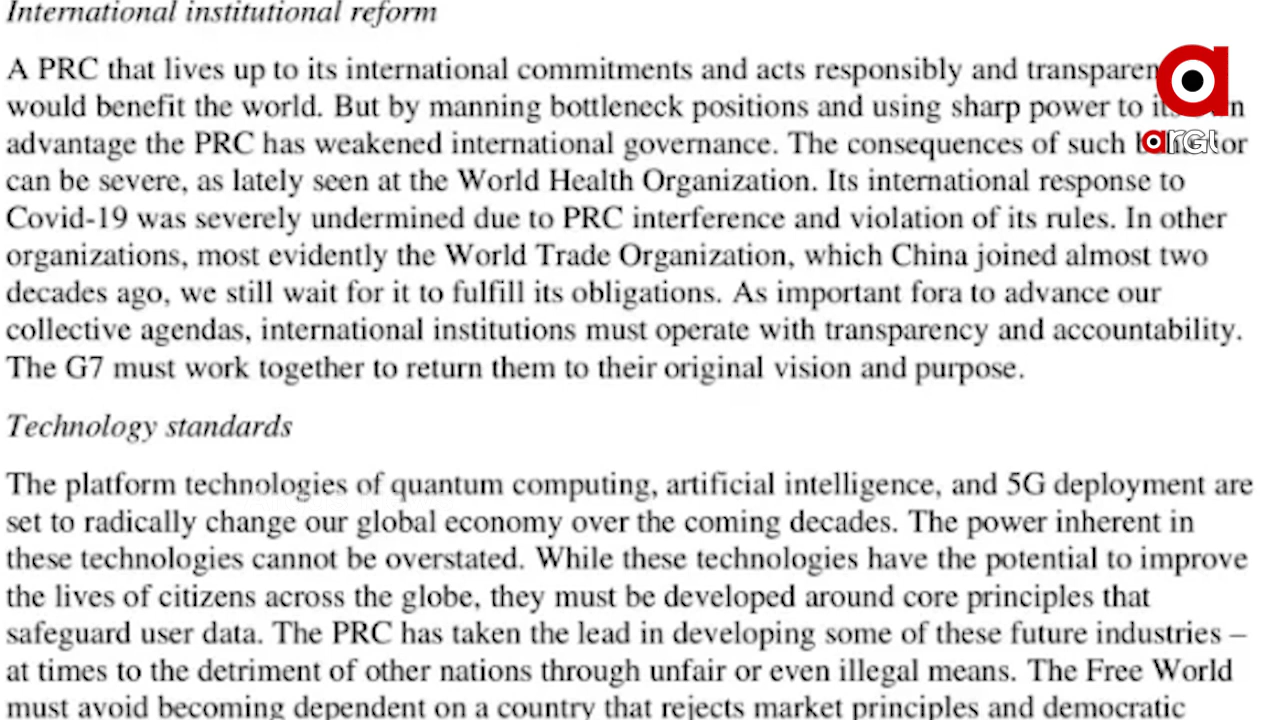 International institutional reform
A PRC that lives up to its international commitments and acts responsibly and
would benefit the world. But by manning bottleneck positions and using sharp power to
advantage the PRC has weakened international governance. The consequences of such
can be severe, as lately seen at the World Health Organization. Its international response to
Covid-19 was severely undermined due to PRC interference and violation of its rules. In other
organizations, most evidently the World Trade Organization, which China joined almost two
decades ago, we still wait for it to fulfill its obligations. As important fora to advance our
collective agendas, international institutions must operate with transparency and accountability.
The G7 must work together to return them to their original vision and purpose.
Technology standards
The platform technologies of quantum computing, artificial intelligence, and 5G deployment are
set to radically change our global economy over the coming decades. The power inherent in
these technologies cannot be overstated. While these technologies have the potential to improve
the lives of citizens across the globe, they must be developed around core principles that
safeguard user data. The PRC has taken the lead in developing some of these future industries –
at times to the detriment of other nations through unfair or even illegal means. The Free World
must avoid becoming dependent on a country that rejects market principles and democratic